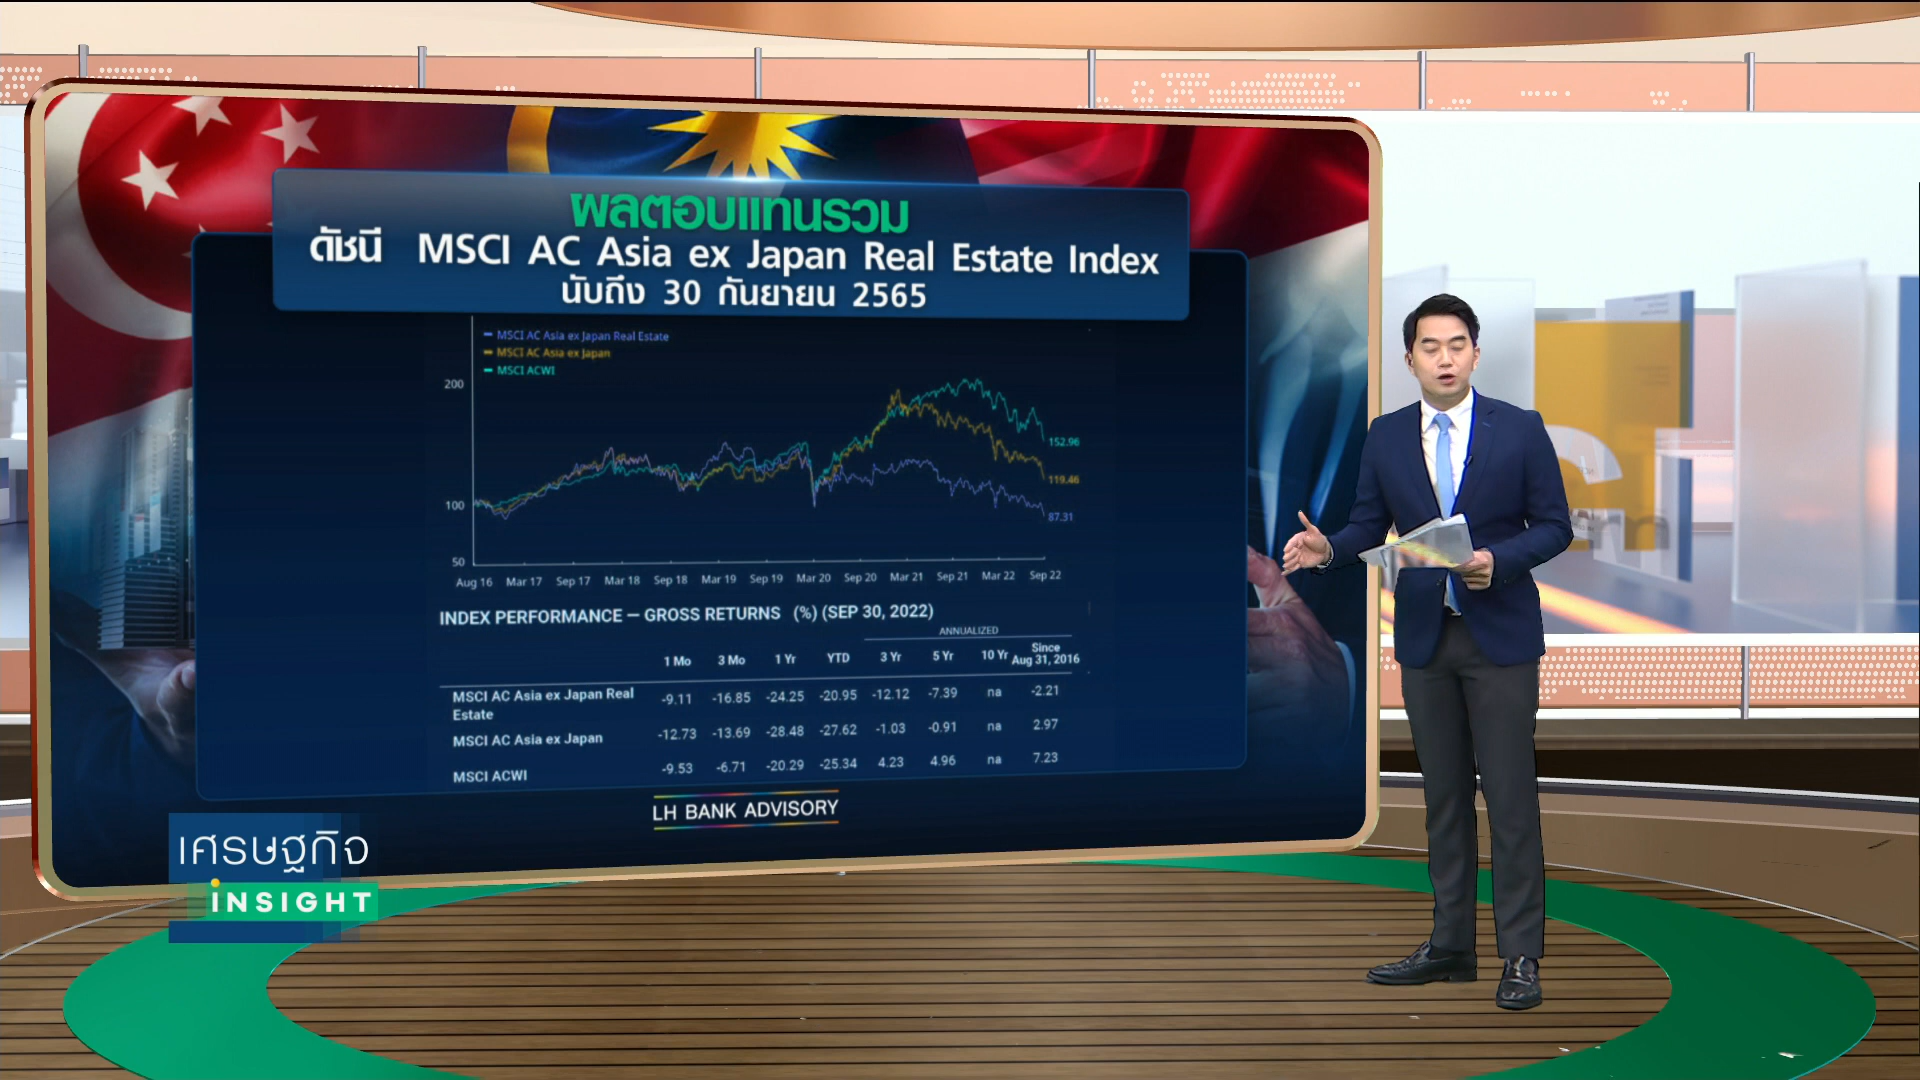 ผลตอบแทนรวม
ดัชนี MSCI AC Asia ex Japan Real Estate Index
นับถึง 30 กันยายน 2565
MSCI AC Asia ex Japan Real Estate
MSCI AC Asia ex Japan
MSCI ACWI
200
100
50
152.96
119.46
87.31
Aug 16 Mar 17 Sep 17 Mar 18 Sep 18 Mar 19 Sep 19 Mar 20 Sep 20 Mar 21 Sep 21 Mar 22 Sep 22
INDEX PERFORMANCE — GROSS RETURNS (%) (SEP 30, 2022)
ANNUALIZED
1 Mo 3 Mo 1 Yr YTD 3 Yr 5 Yr 10 Yr Since Aug 31, 2016
MSCI AC Asia ex Japan Real Estate -9.11 -16.85 -24.25 -20.95 -12.12 -7.39 na -2.21
MSCI AC Asia ex Japan -12.73 -13.69 -28.48 -27.62 -1.03 -0.91 na 2.97
MSCI ACWI -9.53 -6.71 -20.29 -25.34 4.23 4.96 na 7.23
LH BANK ADVISORY
เศรษฐกิจ
INSIGHT